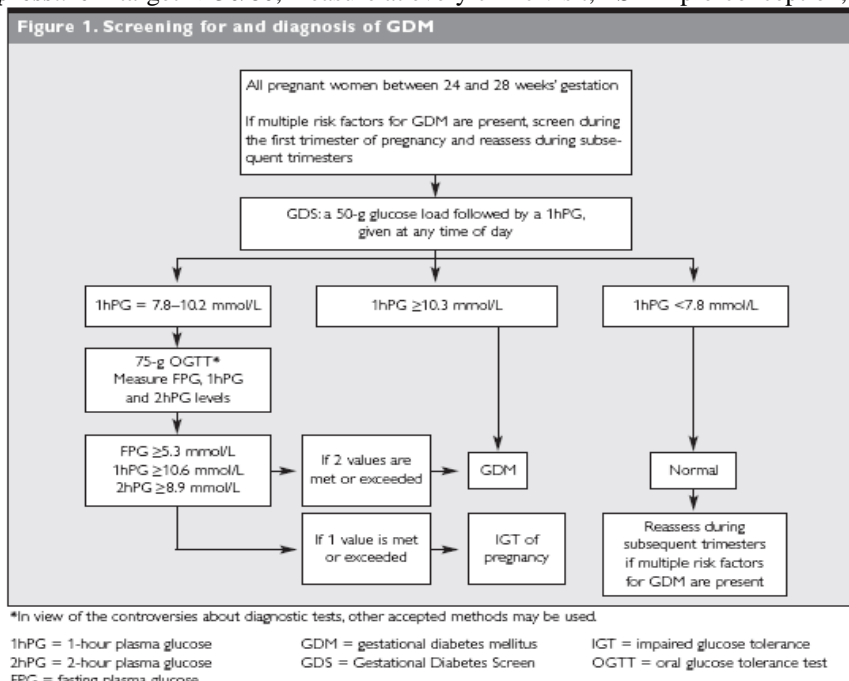 Figure 1. Screening for and diagnosis of GDM
All pregnant women between 24 and 28 weeks' gestation
If multiple risk factors for GDM are present, screen during
the first trimester of pregnancy and reassess during subse-
quent trimesters
GDS: a 50-g glucose load followed by a 1hPG,
given at any time of day
1hPG = 7.8–10.2 mmol/L
1hPG ≥10.3 mmol/L
1hPG <7.8 mmol/L
75-g OGTT*
Measure FPG, 1hPG
and 2hPG levels
FPG ≥5.3 mmol/L
1hPG ≥10.6 mmol/L
2hPG ≥8.9 mmol/L
If 2 values are
met or exceeded
GDM
Normal
If 1 value is met
or exceeded
IGT of
pregnancy
Reassess during
subsequent trimesters
if multiple risk factors
for GDM are present
*In view of the controversies about diagnostic tests, other accepted methods may be used.
1hPG = 1-hour plasma glucose
GDM = gestational diabetes mellitus
IGT = impaired glucose tolerance
2hPG = 2-hour plasma glucose
GDS = Gestational Diabetes Screen
OGTT = oral glucose tolerance test
FPG = fasting plasma glucose